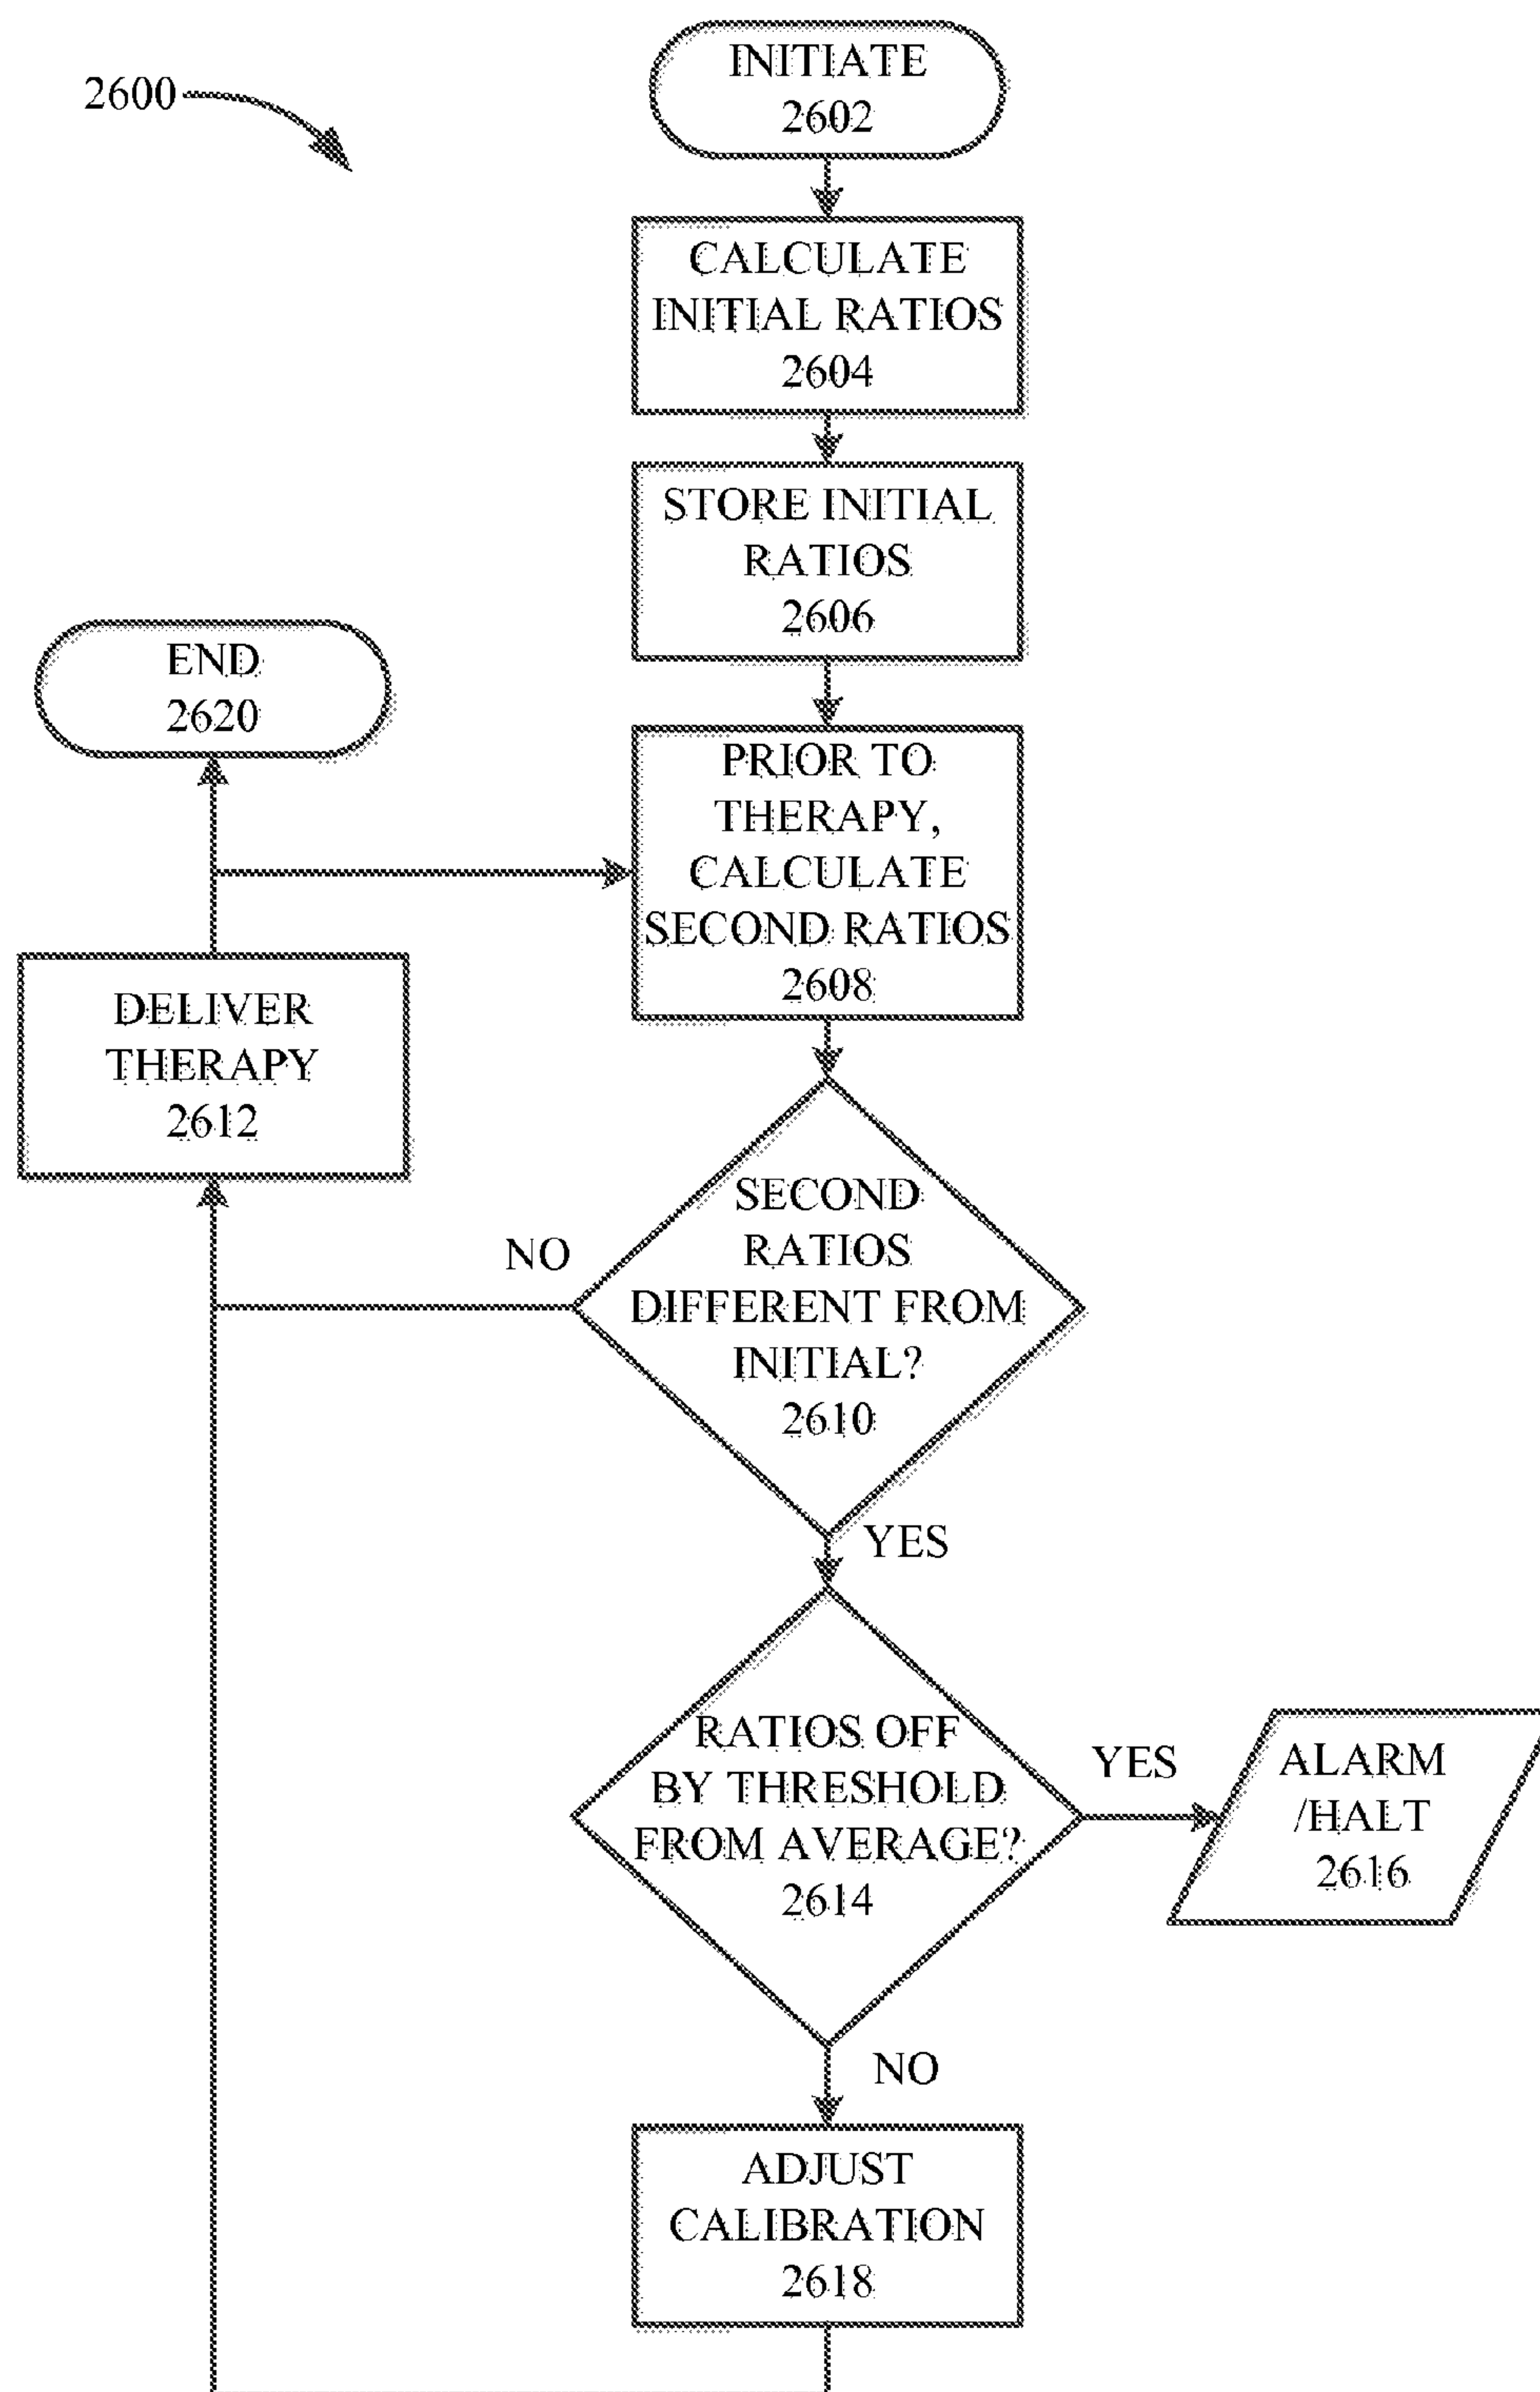 2600
INITIATE
2602
CALCULATE
INITIAL RATIOS
2604
STORE INITIAL
RATIOS
2606
END
2620
PRIOR TO
THERAPY,
CALCULATE
SECOND RATIOS
2608
DELIVER
THERAPY
2612
SECOND
RATIOS
DIFFERENT FROM
INITIAL?
2610
NO
YES
RATIOS OFF
BY THRESHOLD
FROM AVERAGE?
2614
YES
ALARM
/HALT
2616
NO
ADJUST
CALIBRATION
2618